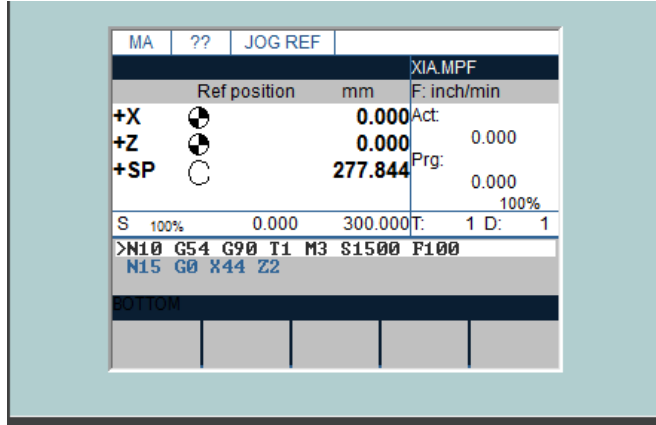 MA ?? JOG REF
XIA.MPF
Ref position mm F: inch/min
+X 0.000 Act:
0.000
+Z 0.000
Prg:
+SP 277.844
0.000
100%
S 100% 0.000 300.000 T: 1 D: 1
>N10 G54 G90 T1 M3 S1500 F100
N15 G0 X44 Z2
BOTTOM